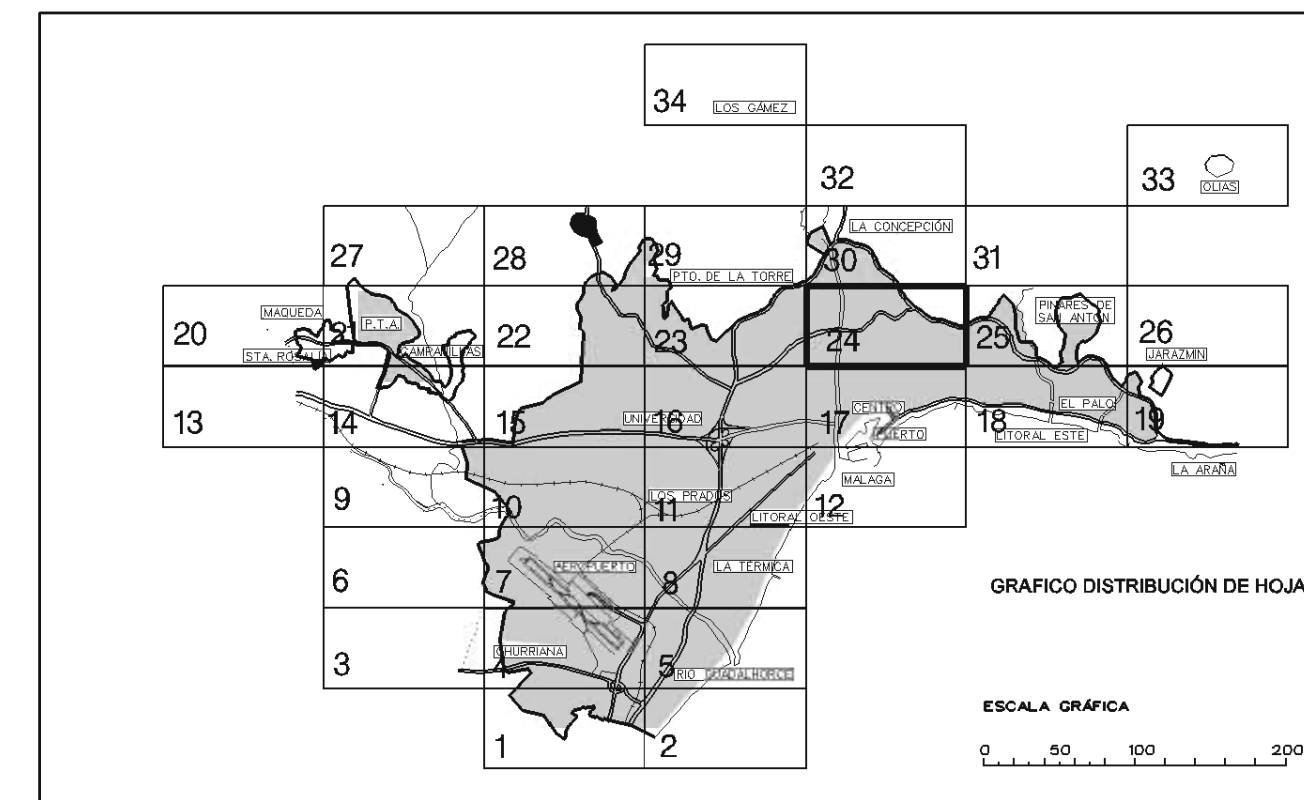 34 LOS GÁMEZ
32
33 OLIAS
LA CONCEPCIÓN
27
28
29
30
31
PTO. DE LA TORRE
MAQUEDA
P.T.A.
PINARES DE
SAN ANTÓN
20
21
22
23
24
25
26
STA. ROSALIA
CAMPANILLAS
JARAZMIN
CENTRO
EL PALO
13
14
15
UNIVERSIDAD
16
17
PUERTO
18
LITORAL ESTE
19
LA ARAÑA
MALAGA
9
10
LOS PRADOS
11
LITORAL OESTE
12
6
7
AEROPUERTO
8
LA TÉRMICA
GRAFICO DISTRIBUCIÓN DE HOJA
3
CHURRIANA
5
RIO GUADALHORCE
ESCALA GRÁFICA
1
2
0 50 100 200